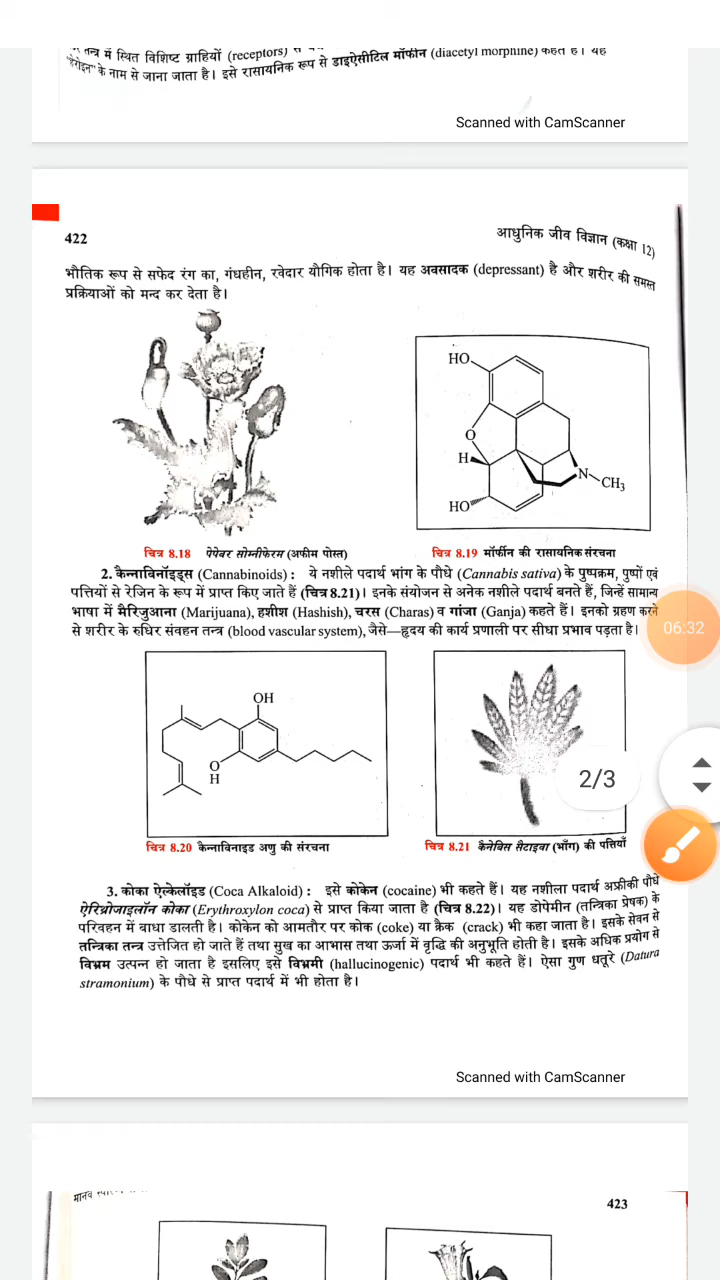 तन्त्र में स्थित विशिष्ट ग्राहियों (receptors)
"हेरोइन" के नाम से जाना जाता है। इसे रासायनिक रूप से डाइऐसीटिल मॉर्फीन (diacetyl morphine) कहते हैं। यह
Scanned with CamScanner
422
आधुनिक जीव विज्ञान (कक्षा 12)
भौतिक रूप से सफेद रंग का, गंधहीन, रवेदार यौगिक होता है। यह अवसादक (depressant) है और शरीर की समस्त
प्रक्रियाओं को मन्द कर देता है।
HO
O
H
N
CH3
HO
चित्र 8.18 पेपेवर सोम्नीफेरम (अफीम पोस्त)
चित्र 8.19 मॉर्फीन की रासायनिक संरचना
2. कैन्नाबिनॉइड्स (Cannabinoids) : ये नशीले पदार्थ भांग के पौधे (Cannabis sativa) के पुष्पक्रम, पुष्पों एवं
पत्तियों से रेजिन के रूप में प्राप्त किए जाते हैं (चित्र 8.21)। इनके संयोजन से अनेक नशीले पदार्थ बनते हैं, जिन्हें सामान्य
भाषा में मैरिजुआना (Marijuana), हशीश (Hashish), चरस (Charas) व गांजा (Ganja) कहते हैं। इनको ग्रहण करने
से शरीर के रुधिर संवहन तन्त्र (blood vascular system), जैसे—हृदय की कार्य प्रणाली पर सीधा प्रभाव पड़ता है।
06:32
OH
O
H
2/3
चित्र 8.20 कैन्नाविनाइड अणु की संरचना
चित्र 8.21 कैनेबिस सैटाइवा (भाँग) की पत्तियाँ
3. कोका ऐल्केलॉइड (Coca Alkaloid) : इसे कोकेन (cocaine) भी कहते हैं। यह नशीला पदार्थ अफ्रीकी पौधे
ऐरिथ्रोजाइलॉन कोका (Erythroxylon coca) से प्राप्त किया जाता है (चित्र 8.22)। यह डोपेमीन (तन्त्रिका प्रेषक) के
परिवहन में बाधा डालती है। कोकेन को आमतौर पर कोक (coke) या क्रैक (crack) भी कहा जाता है। इसके सेवन से
तन्त्रिका तन्त्र उत्तेजित हो जाते हैं तथा सुख का आभास तथा ऊर्जा में वृद्धि की अनुभूति होती है। इसके अधिक प्रयोग से
विभ्रम उत्पन्न हो जाता है इसलिए इसे विभ्रमी (hallucinogenic) पदार्थ भी कहते हैं। ऐसा गुण धतूरे (Datura
stramonium) के पौधे से प्राप्त पदार्थ में भी होता है।
Scanned with CamScanner
मानव
423